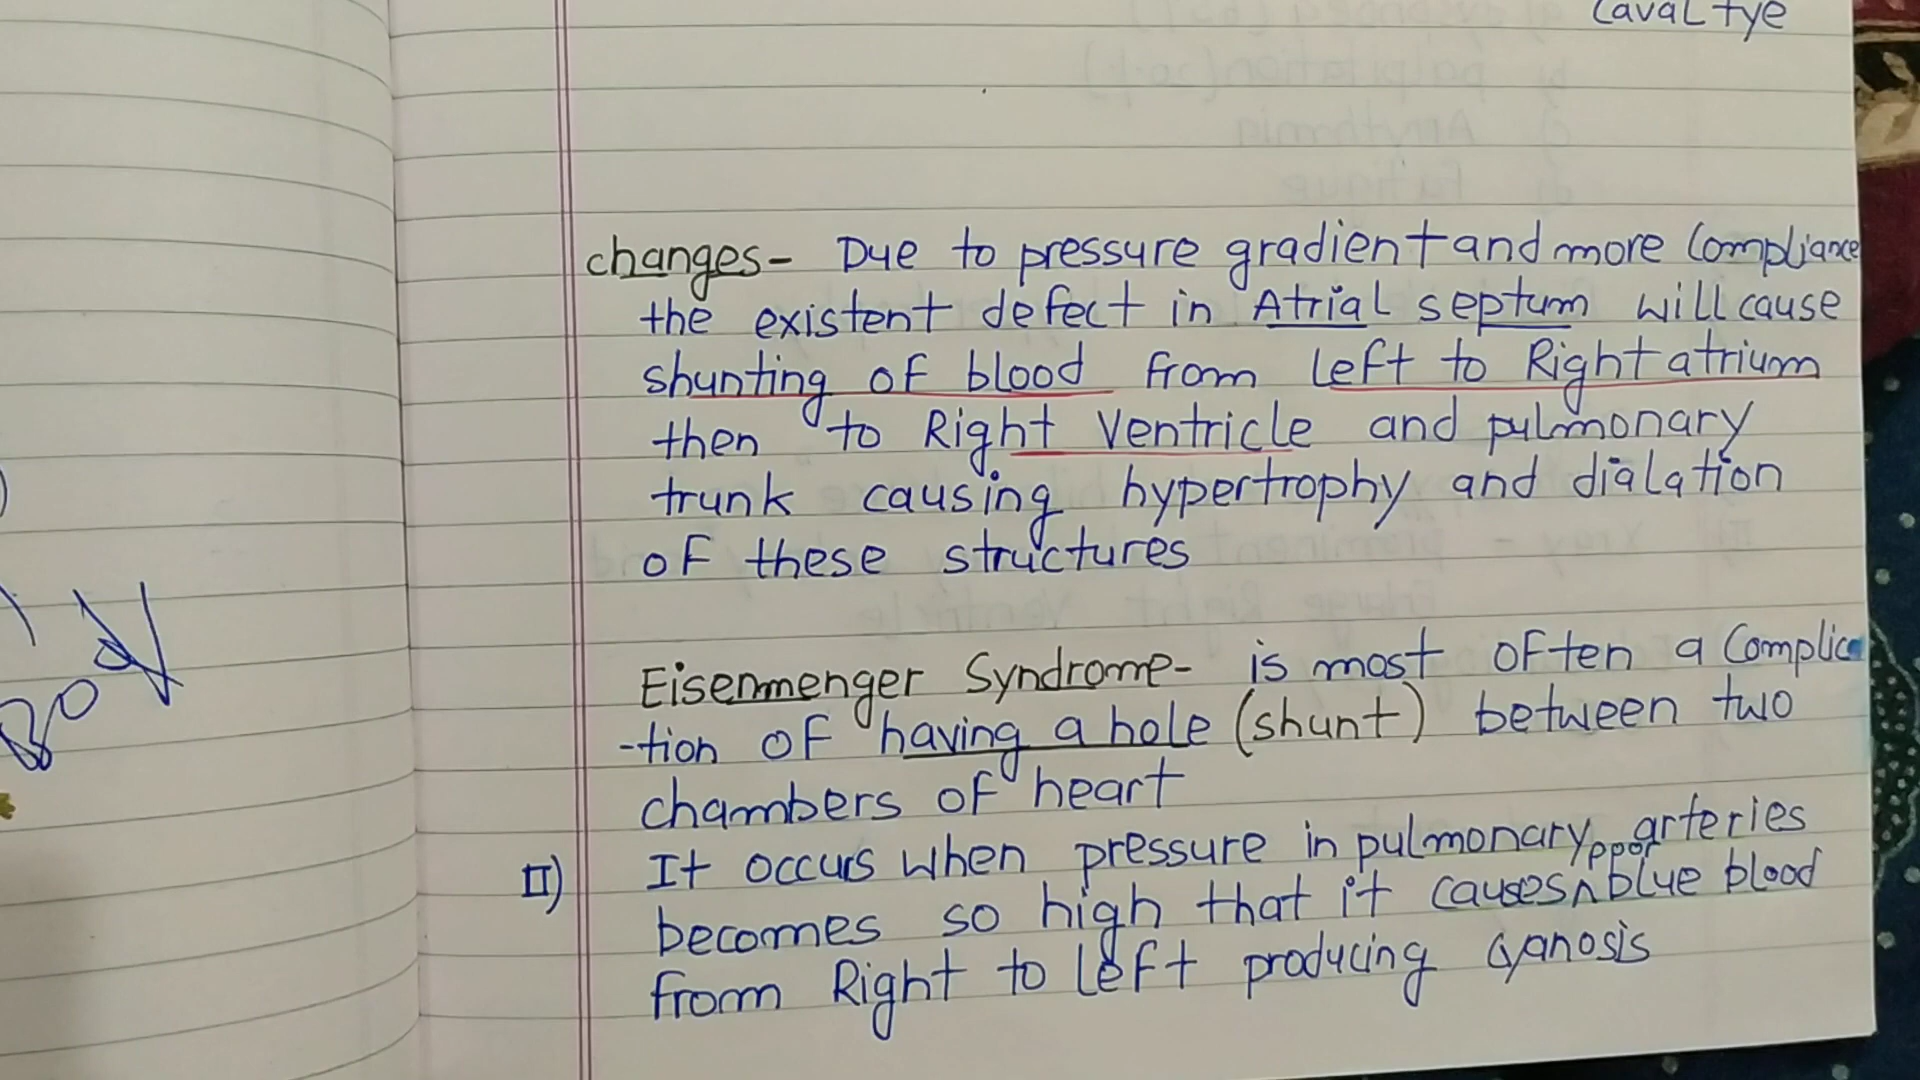 Caval tye
changes- Due to pressure gradient and more Compliance
the existent defect in Atrial septum will cause
shunting of blood from left to Right atrium
then to Right Ventricle and pulmonary
trunk causing hypertrophy and dialation
of these structures
Eisenmenger Syndrome- is most often a Complica
-tion of having a hole (shunt) between two
chambers of heart
II) It occurs when pressure in pulmonary arteries
becomes so high that it causes ^ poor blue blood
from Right to left producing cyanosis